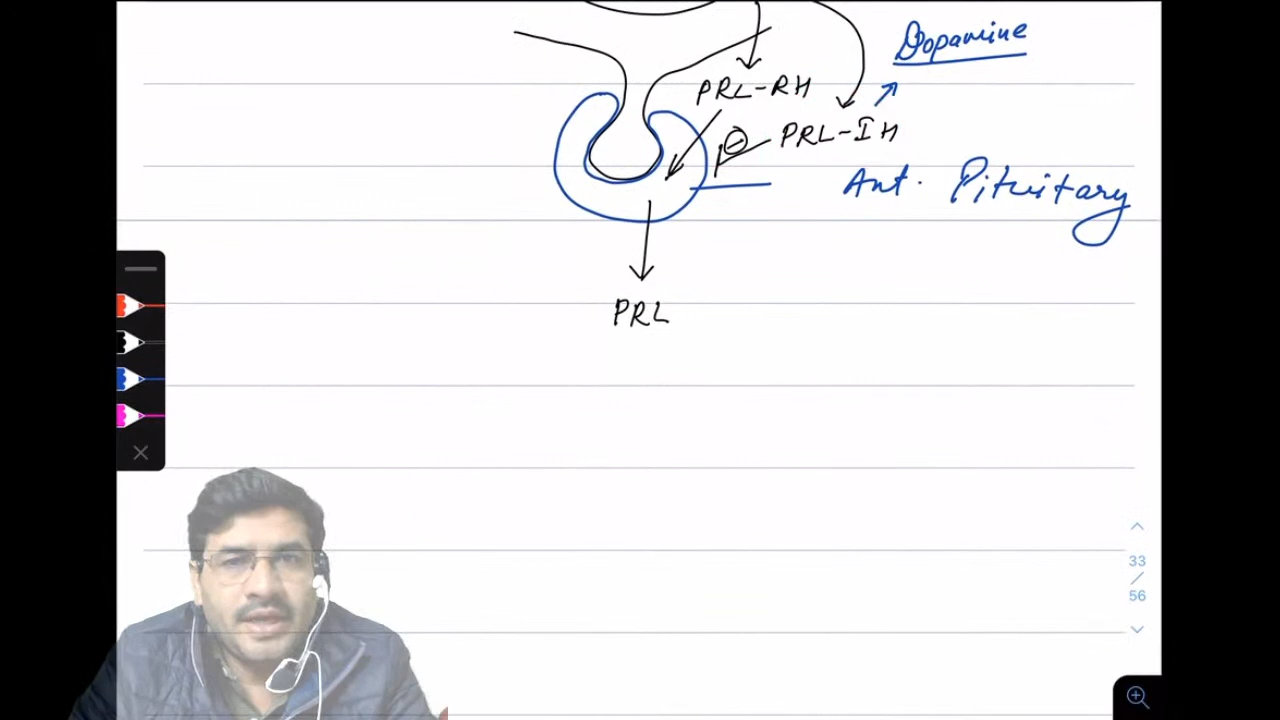 Dopamine
PRL-RH
⊖ PRL-IH
Ant. Pituitary
PRL
33
/
56